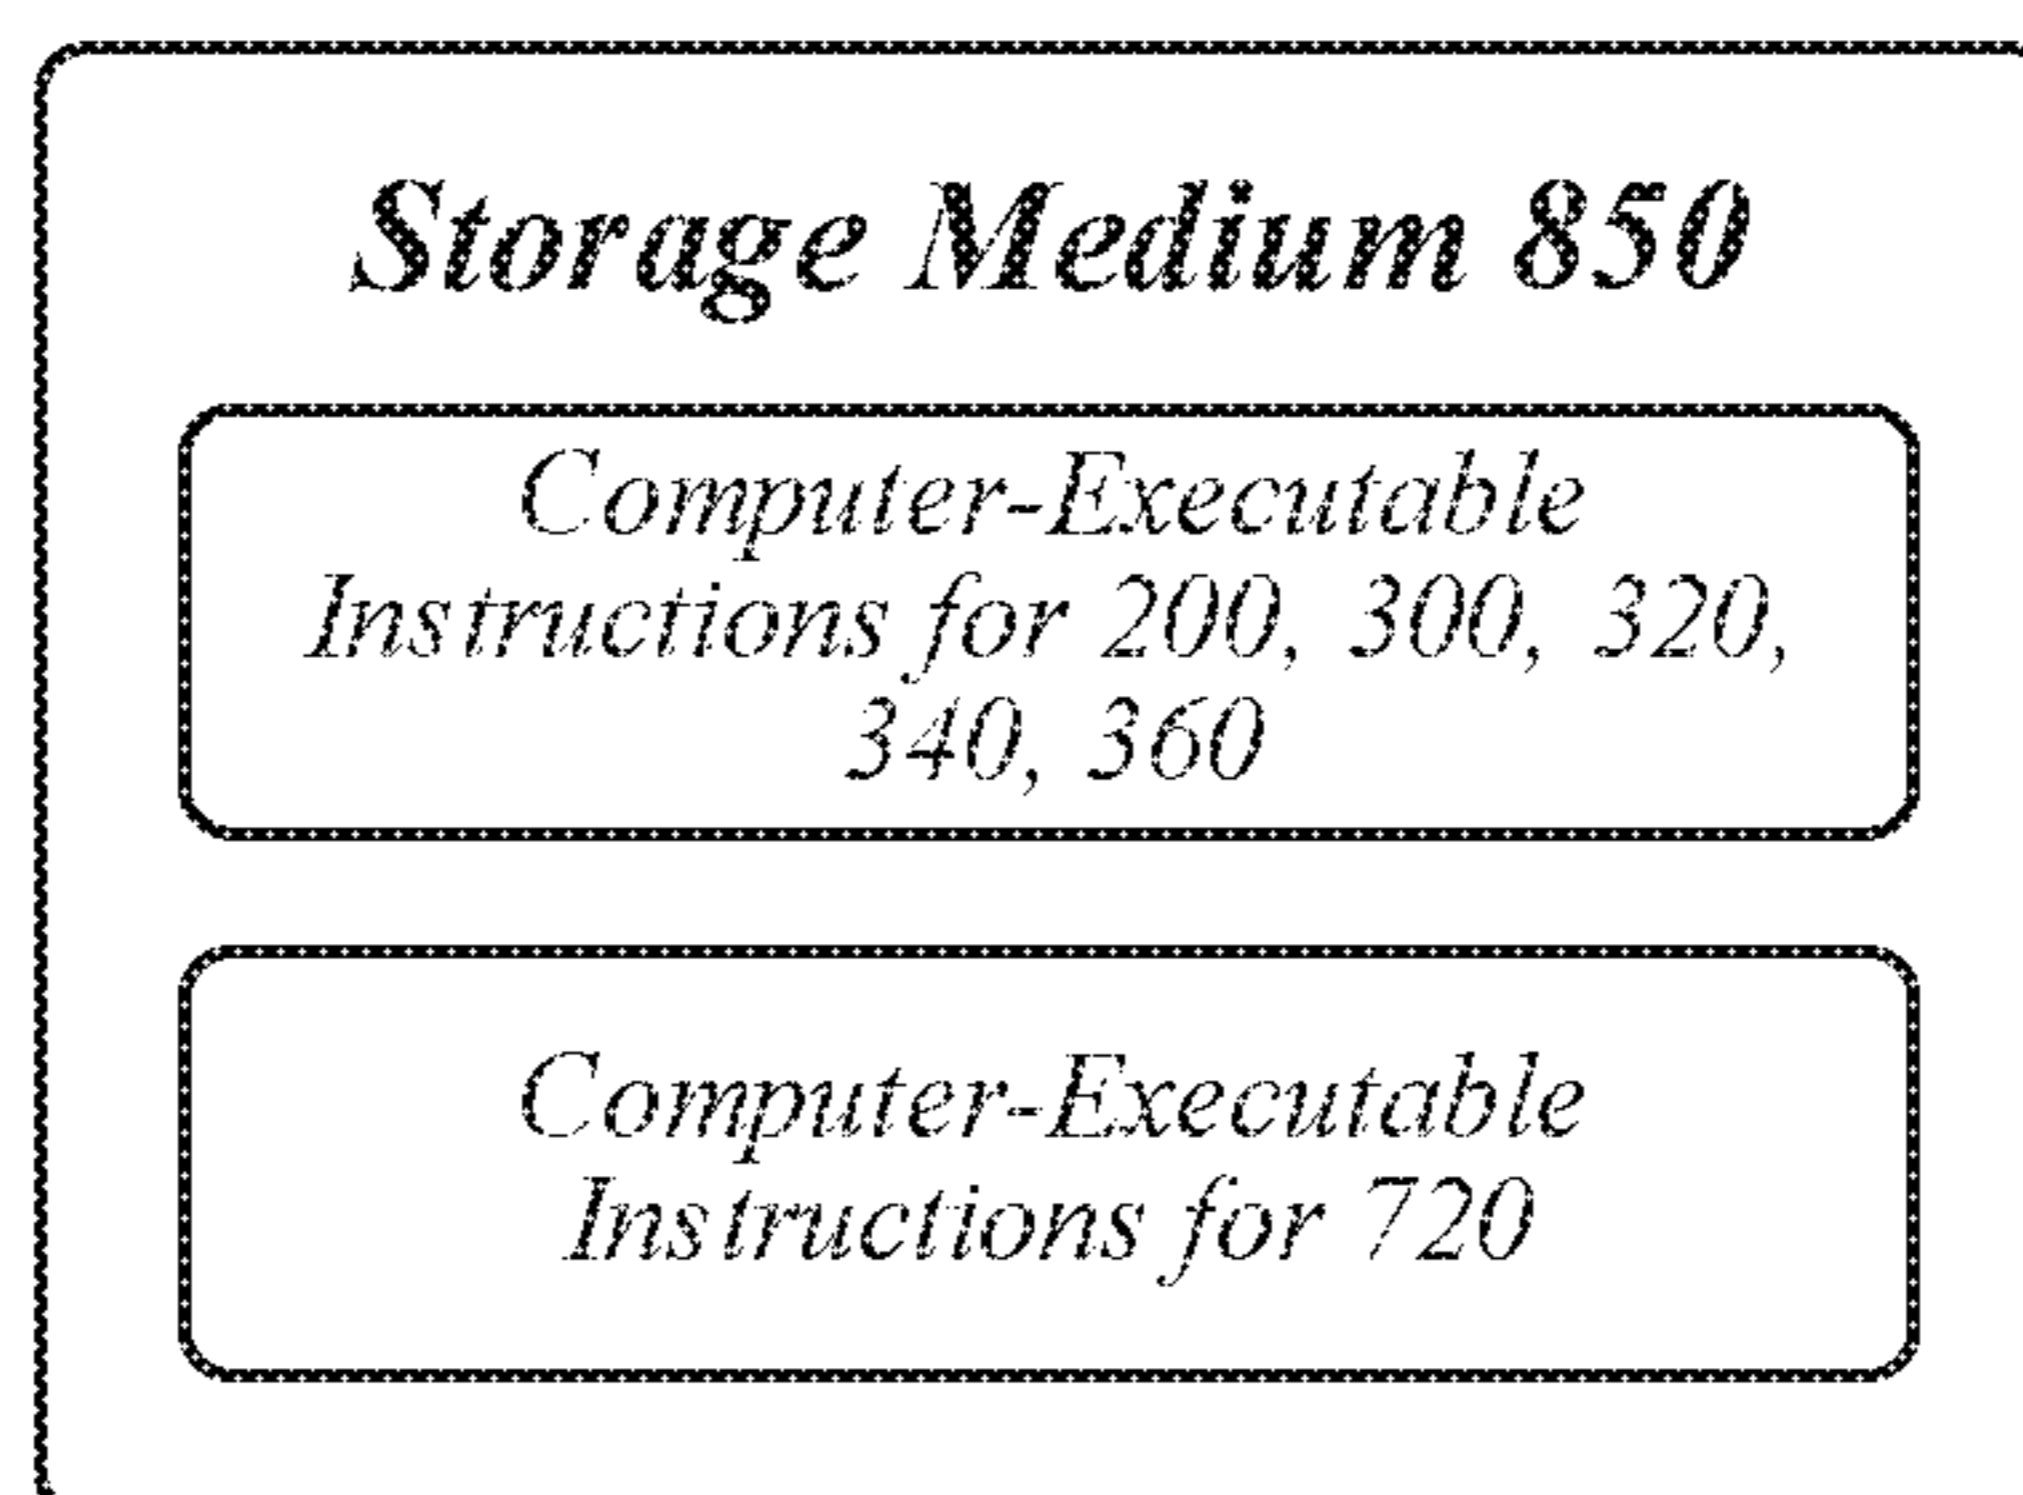 Storage Medium 850
Computer-Executable
Instructions for 200, 300, 320,
340, 360
Computer-Executable
Instructions for 720